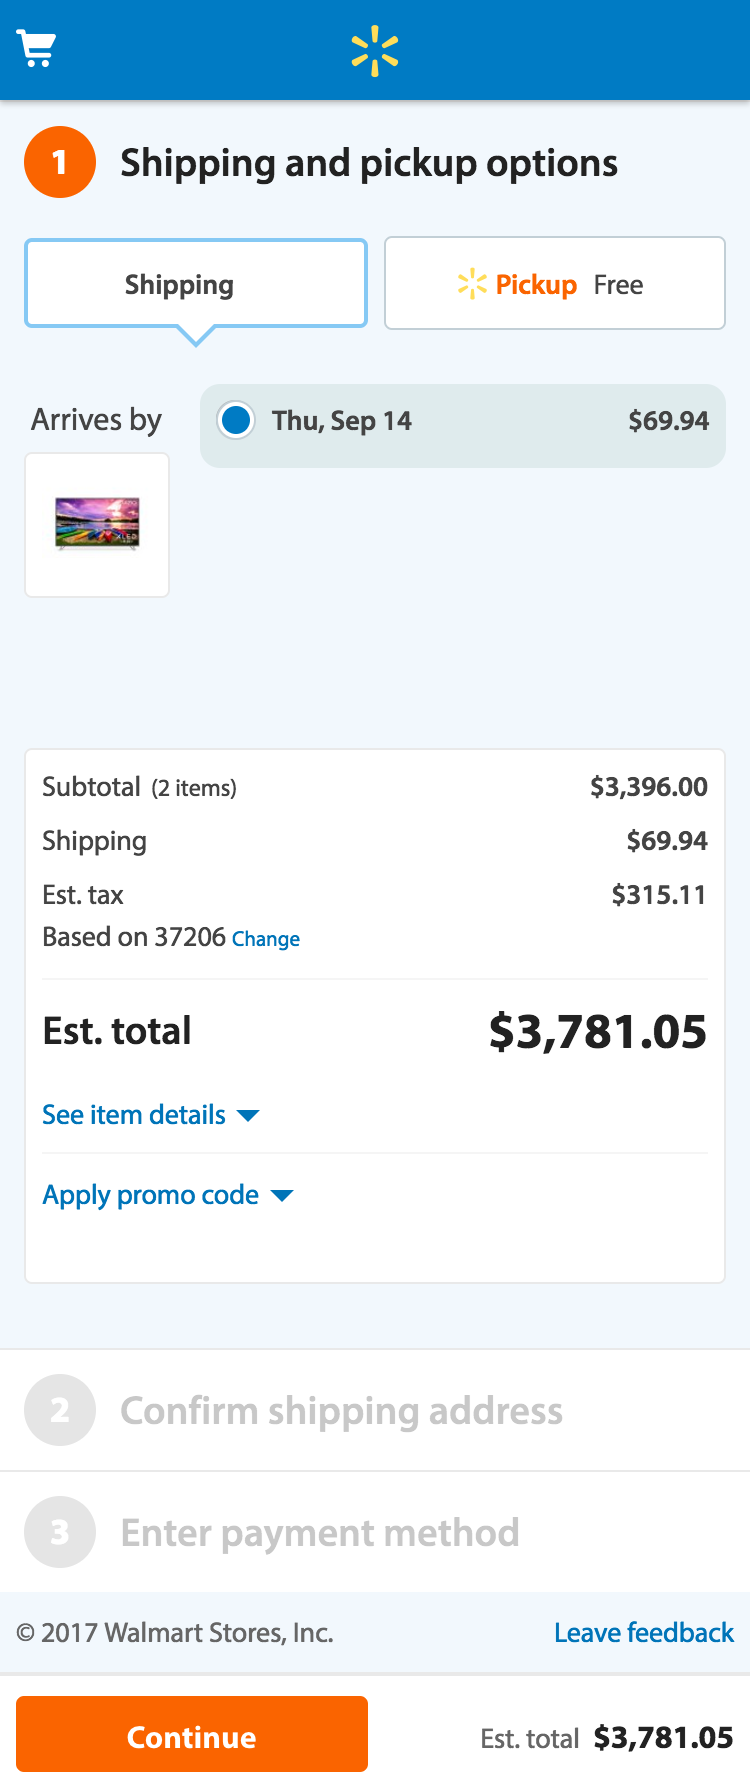 1 Shipping and pickup options
Shipping
Pickup Free
Arrives by
Thu, Sep 14 $69.94
XLED
Subtotal (2 items) $3,396.00
Shipping $69.94
Est. tax $315.11
Based on 37206 Change
Est. total $3,781.05
See item details
Apply promo code
2 Confirm shipping address
3 Enter payment method
© 2017 Walmart Stores, Inc. Leave feedback
Continue Est. total $3,781.05